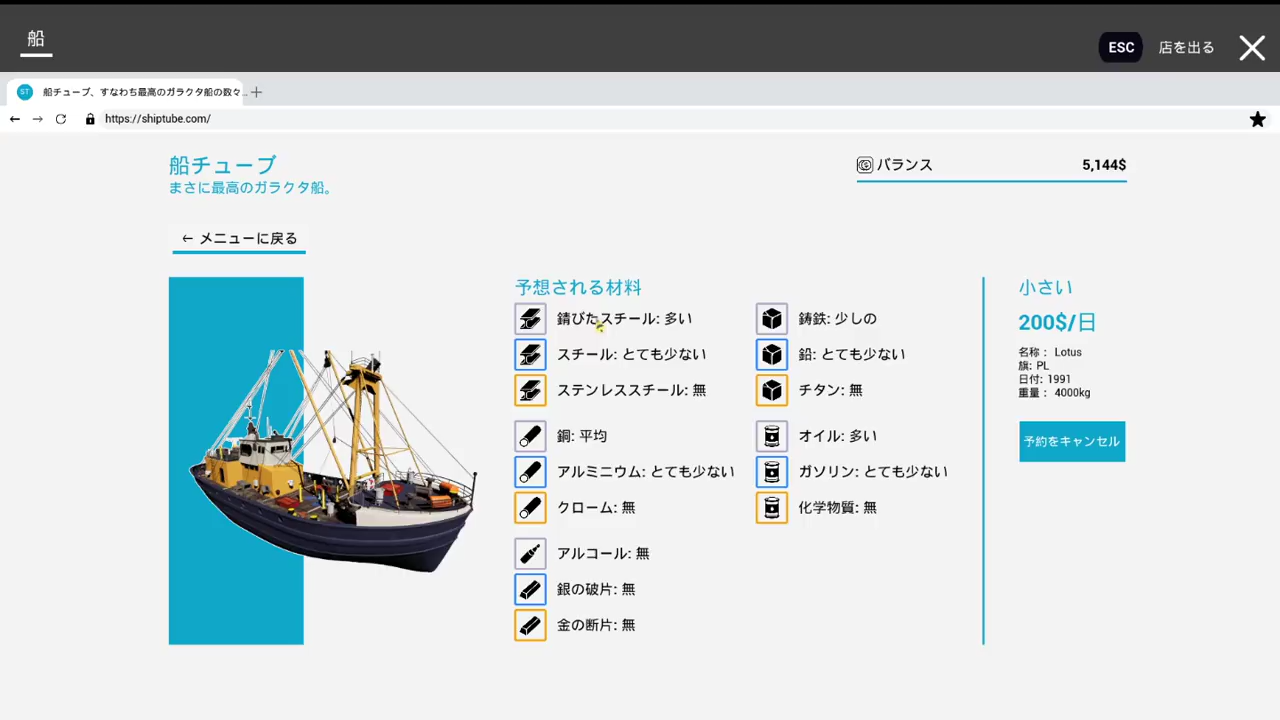 船
ESC 店を出る
ST 船チューブ、すなわち最高のガラクタ船の数々...
https://shiptube.com/
船チューブ
まさに最高のガラクタ船。
バランス 5,144$
← メニューに戻る
予想される材料
錆びたスチール: 多い
スチール: とても少ない
ステンレススチール: 無
銅: 平均
アルミニウム: とても少ない
クローム: 無
アルコール: 無
銀の破片: 無
金の断片: 無
鋳鉄: 少しの
鉛: とても少ない
チタン: 無
オイル: 多い
ガソリン: とても少ない
化学物質: 無
小さい
200$/日
名称： Lotus
旗: PL
日付: 1991
重量： 4000kg
予約をキャンセル